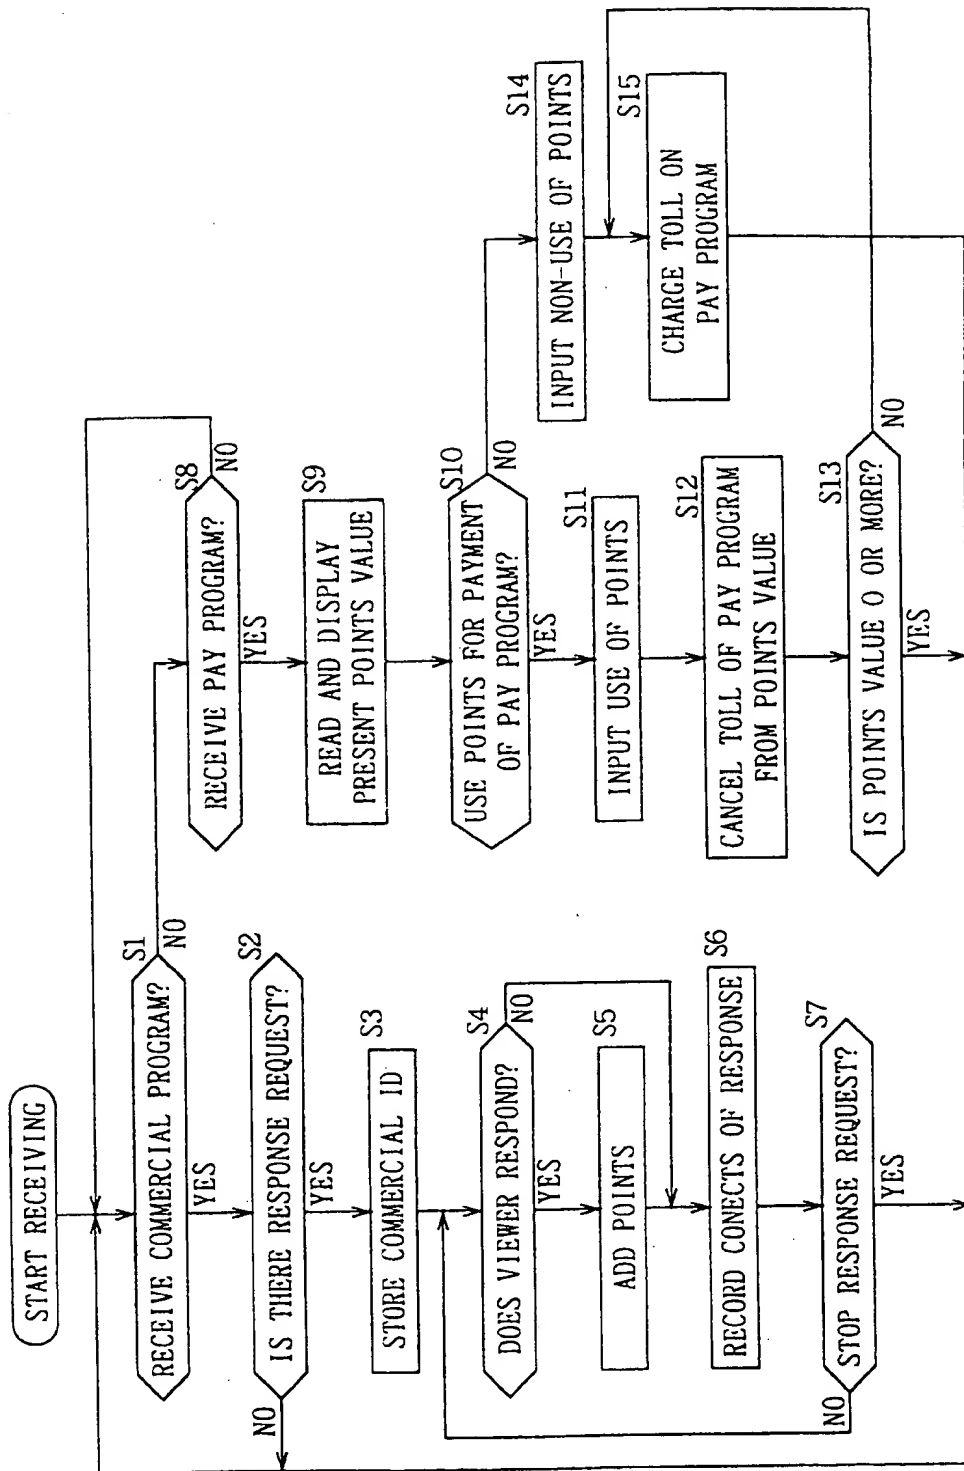 START RECEIVING
S1
RECEIVE COMMERCIAL PROGRAM?
NO
YES
S2
IS THERE RESPONSE REQUEST?
NO
YES
S3
STORE COMMERCIAL ID
S4
DOES VIEWER RESPOND?
NO
YES
S5
ADD POINTS
S6
RECORD CONECTS OF RESPONSE
S7
STOP RESPONSE REQUEST?
NO
YES
S8
RECEIVE PAY PROGRAM?
NO
YES
S9
READ AND DISPLAY
PRESENT POINTS VALUE
S10
USE POINTS FOR PAYMENT
OF PAY PROGRAM?
NO
YES
S11
INPUT USE OF POINTS
S12
CANCEL TOLL OF PAY PROGRAM
FROM POINTS VALUE
S13
IS POINTS VALUE O OR MORE?
NO
YES
S14
INPUT NON-USE OF POINTS
S15
CHARGE TOLL ON
PAY PROGRAM